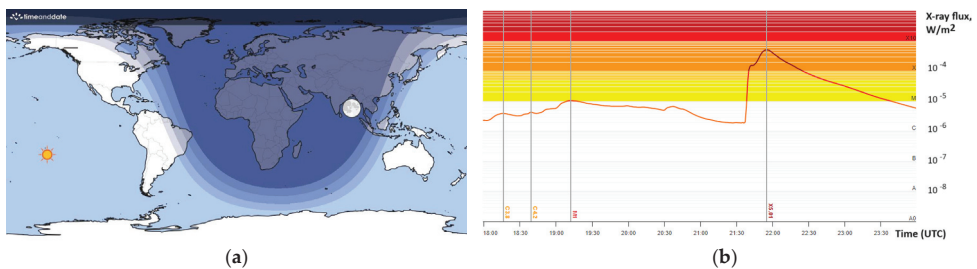 timeanddate
X-ray flux,
W/m²
X10
X
10⁻⁴
M
10⁻⁵
C
10⁻⁶
B
10⁻⁷
A
10⁻⁸
A0
C3.8
C4.2
M1
X5.01
18:00 18:30 19:00 19:30 20:00 20:30 21:00 21:30 22:00 22:30 23:00 23:30 Time (UTC)
(a) (b)